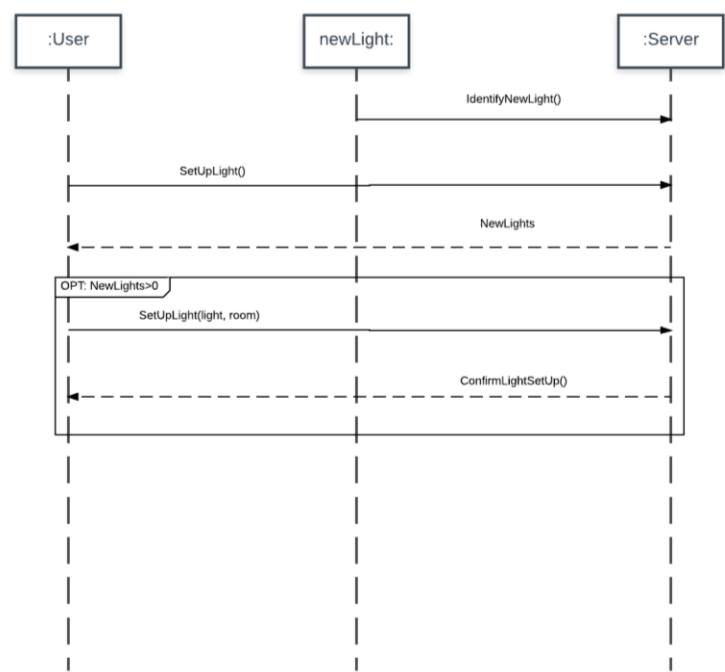 :User
newLight:
:Server
IdentifyNewLight()
SetUpLight()
NewLights
OPT: NewLights>0
SetUpLight(light, room)
ConfirmLightSetUp()